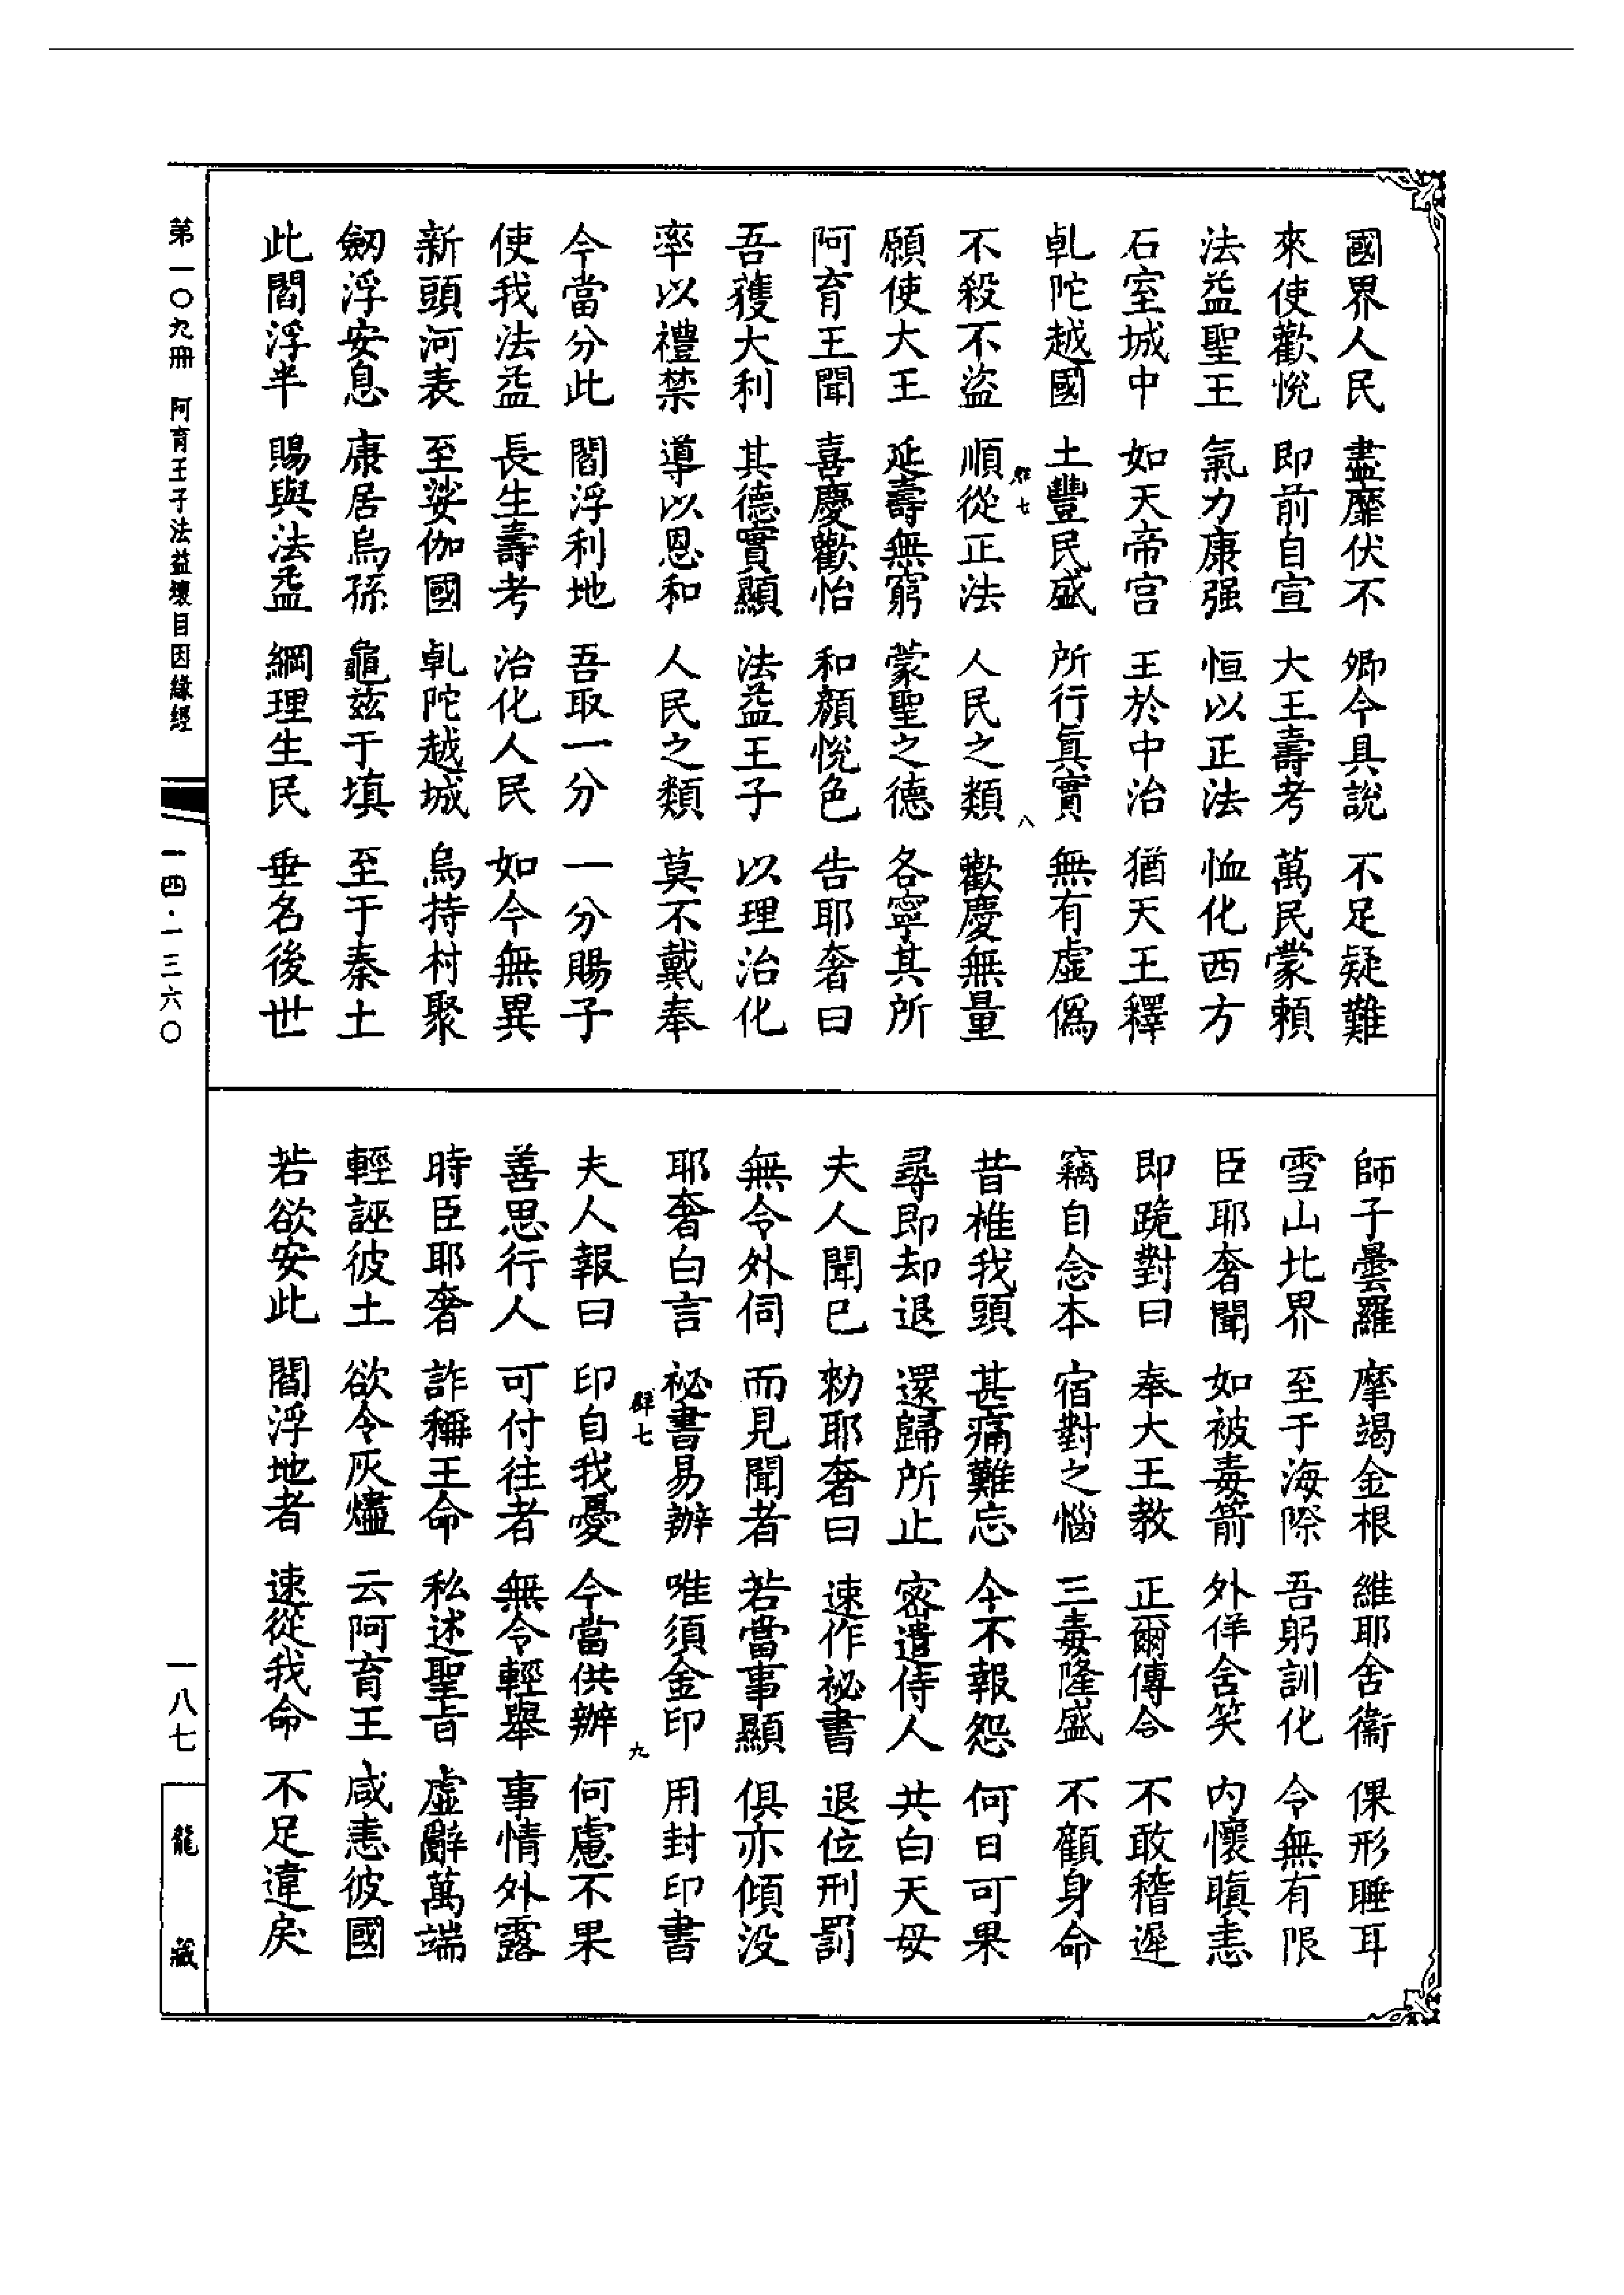 國界人民 盡靡伏不 卿今具說 不足疑難
來使歡悅 即前自宣 大王壽考 萬民蒙賴
法益聖王 氣力康强 恒以正法 恤化西方
石室城中 如天帝宫 王於中治 猶天王釋
乹陀越國 土豐民盛 所行眞實 無有虛僞
群七 八
不殺不盜 順從正法 人民之類 歡慶無量
願使大王 延壽無窮 蒙聖之德 各寧其所
阿育王聞 喜慶歡怡 和顏悅色 告耶奢曰
吾獲大利 其德實顯 法益王子 以理治化
率以禮禁 導以恩和 人民之類 莫不戴奉
今當分此 閻浮利地 吾取一分 一分賜子
使我法益 長生壽考 治化人民 如今無異
新頭河表 至娑伽國 乹陀越城 烏持村聚
劒浮安息 康居烏孫 龜兹于填 至于秦土
此閻浮半 賜與法益 綱理生民 垂名後世
師子曇羅 摩竭金根 維耶舍衞 倮形睡耳
雪山比界 至于海際 吾躬訓化 令無有限
臣耶奢聞 如被毒箭 外佯含笑 内懷瞋恚
即跪對曰 奉大王教 正爾傳令 不敢稽遲
竊自念本 宿對之惱 三毒隆盛 不顧身命
昔椎我頭 甚痛難忘 今不報怨 何日可果
尋即却退 還歸所止 密遣侍人 共白天母
夫人聞已 勑耶奢曰 速作祕書 退位刑罰
無令外伺 而見聞者 若當事顯 俱亦傾没
耶奢白言 祕書易辦 唯須金印 用封印書
群七 九
夫人報曰 印自我憂 今當供辦 何慮不果
善思行人 可付往者 無令輕舉 事情外露
時臣耶奢 詐稱王命 私述聖旨 虛辭萬端
輕誣彼土 欲令灰燼 云阿育王 咸恚彼國
若欲安此 閻浮地者 速從我命 不足違戾
第一〇九冊 阿育王子法益壞目因緣經 一四·一三六〇
一八七 龍藏